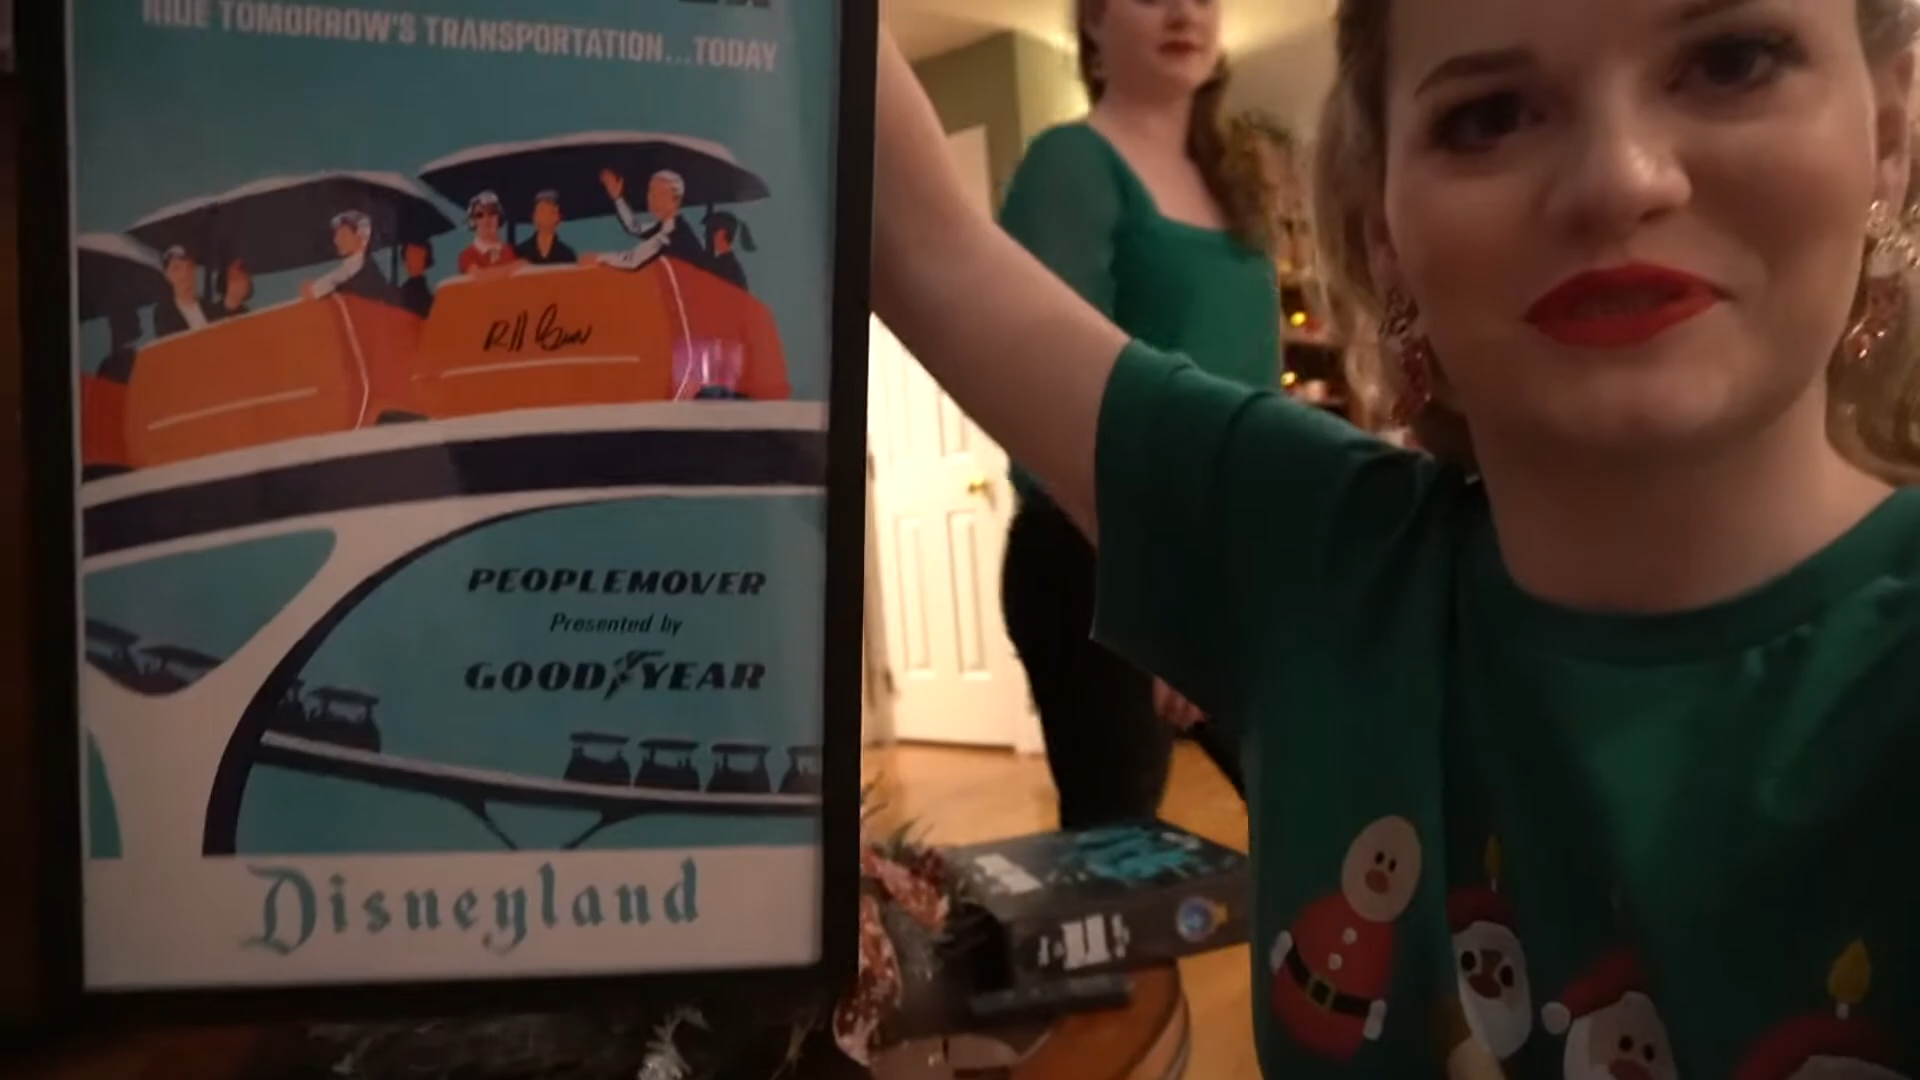 RIDE TOMORROW'S TRANSPORTATION...TODAY
PEOPLEMOVER
Presented by
GOODYEAR
Disneyland